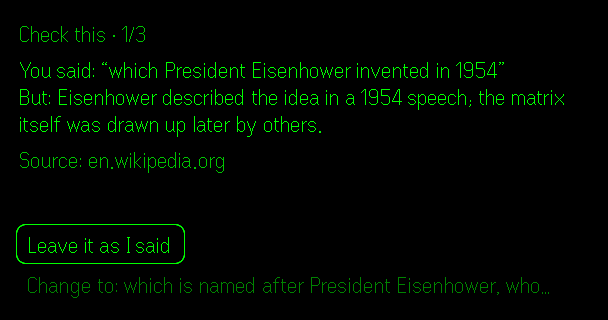 Check this · 1/3
You said: “which President Eisenhower invented in 1954”
But: Eisenhower described the idea in a 1954 speech; the matrix
itself was drawn up later by others.
Source: en.wikipedia.org
Leave it as I said
Change to: which is named after President Eisenhower, who…